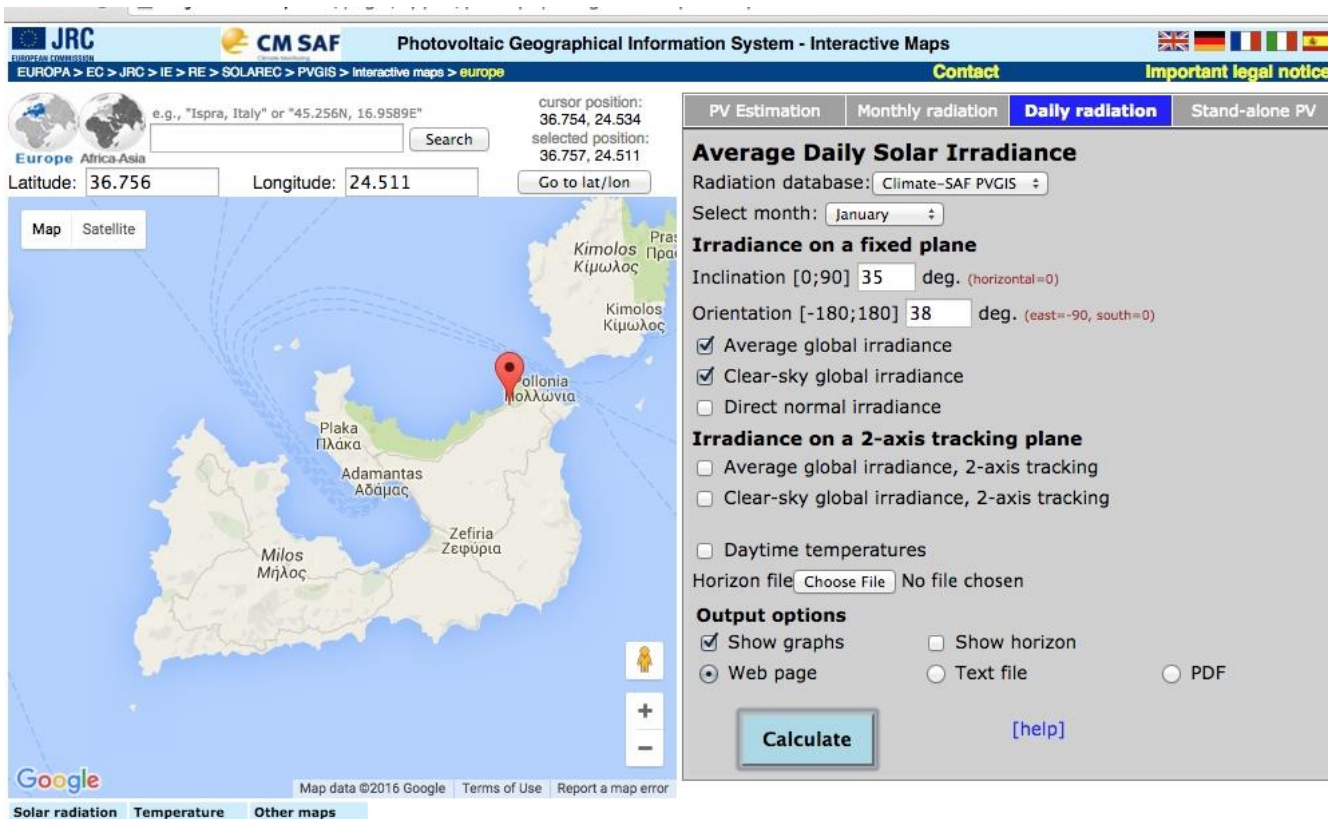 JRC
EUROPEAN COMMISSION
CM SAF
Photovoltaic Geographical Information System - Interactive Maps
EUROPA > EC > JRC > IE > RE > SOLAREC > PVGIS > Interactive maps > europe
Contact
Important legal notice
e.g., "Ispra, Italy" or "45.256N, 16.9589E"
Search
Europe
Africa-Asia
cursor position:
36.754, 24.534
selected position:
36.757, 24.511
Latitude: 36.756
Longitude: 24.511
Go to lat/lon
Map
Satellite
Kimolos
Κίμωλος
Kimolos
Κίμωλος
Pollonia
Πολλώνια
Plaka
Πλάκα
Adamantas
Αδάμας
Zefiria
Ζεφύρια
Milos
Μήλος
+
−
Google
Map data ©2016 Google
Terms of Use
Report a map error
Solar radiation
Temperature
Other maps
PV Estimation
Monthly radiation
Daily radiation
Stand-alone PV
Average Daily Solar Irradiance
Radiation database: Climate-SAF PVGIS
Select month: January
Irradiance on a fixed plane
Inclination [0;90] 35 deg. (horizontal=0)
Orientation [-180;180] 38 deg. (east=-90, south=0)
Average global irradiance
Clear-sky global irradiance
Direct normal irradiance
Irradiance on a 2-axis tracking plane
Average global irradiance, 2-axis tracking
Clear-sky global irradiance, 2-axis tracking
Daytime temperatures
Horizon file Choose File No file chosen
Output options
Show graphs
Show horizon
Web page
Text file
PDF
Calculate
[help]